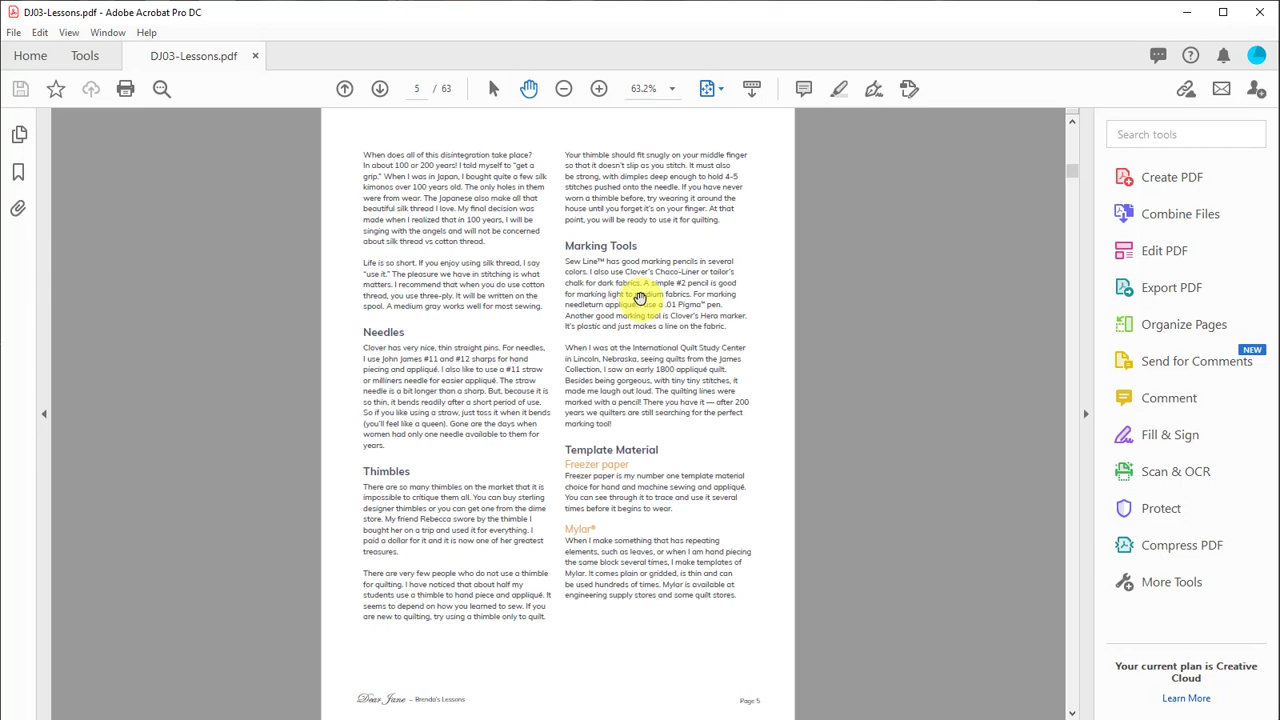 DJ03-Lessons.pdf - Adobe Acrobat Pro DC
File Edit View Window Help
Home Tools DJ03-Lessons.pdf ×
5 / 63 63.2%
When does all of this disintegration take place?
In about 100 or 200 years! I told myself to “get a
grip.” When I was in Japan, I bought quite a few silk
kimonos over 100 years old. The only holes in them
were from wear. The Japanese also make all that
beautiful silk thread I love. My final decision was
made when I realized that in 100 years, I will be
singing with the angels and will not be concerned
about silk thread vs cotton thread.
Life is so short. If you enjoy using silk thread, I say
“use it.” The pleasure we have in stitching is what
matters. I recommend that when you do use cotton
thread, you use three-ply. It will be written on the
spool. A medium gray works well for most sewing.
Needles
Clover has very nice, thin straight pins. For needles,
I use John James #11 and #12 sharps for hand
piecing and appliqué. I also like to use a #11 straw
or milliners needle for easier appliqué. The straw
needle is a bit longer than a sharp. But, because it is
so thin, it bends readily after a short period of use.
So if you like using a straw, just toss it when it bends
(you’ll feel like a queen). Gone are the days when
women had only one needle available to them for
years.
Thimbles
There are so many thimbles on the market that it is
impossible to critique them all. You can buy sterling
designer thimbles or you can get one from the dime
store. My friend Rebecca swore by the thimble I
bought her on a trip and used it for everything. I
paid a dollar for it and it is now one of her greatest
treasures.
There are very few people who do not use a thimble
for quilting. I have noticed that about half my
students use a thimble to hand piece and appliqué. It
seems to depend on how you learned to sew. If you
are new to quilting, try using a thimble only to quilt.
Your thimble should fit snugly on your middle finger
so that it doesn’t slip as you stitch. It must also
be strong, with dimples deep enough to hold 4-5
stitches pushed onto the needle. If you have never
worn a thimble before, try wearing it around the
house until you forget it’s on your finger. At that
point, you will be ready to use it for quilting.
Marking Tools
Sew Line™ has good marking pencils in several
colors. I also use Clover’s Chaco-Liner or tailor’s
chalk for dark fabrics. A simple #2 pencil is good
for marking light to medium fabrics. For marking
needleturn appliqué, use a .01 Pigma™ pen.
Another good marking tool is Clover’s Hera marker.
It’s plastic and just makes a line on the fabric.
When I was at the International Quilt Study Center
in Lincoln, Nebraska, seeing quilts from the James
Collection, I saw an early 1800 appliqué quilt.
Besides being gorgeous, with tiny tiny stitches, it
made me laugh out loud. The quilting lines were
marked with a pencil! There you have it — after 200
years we quilters are still searching for the perfect
marking tool!
Template Material
Freezer paper
Freezer paper is my number one template material
choice for hand and machine sewing and appliqué.
You can see through it to trace and use it several
times before it begins to wear.
Mylar®
When I make something that has repeating
elements, such as leaves, or when I am hand piecing
the same block several times, I make templates of
Mylar. It comes plain or gridded, is thin and can
be used hundreds of times. Mylar is available at
engineering supply stores and some quilt stores.
Dear Jane – Brenda’s Lessons
Page 5
Search tools
Create PDF
Combine Files
Edit PDF
Export PDF
Organize Pages
NEW
Send for Comments
Comment
Fill & Sign
Scan & OCR
Protect
Compress PDF
More Tools
Your current plan is Creative
Cloud
Learn More